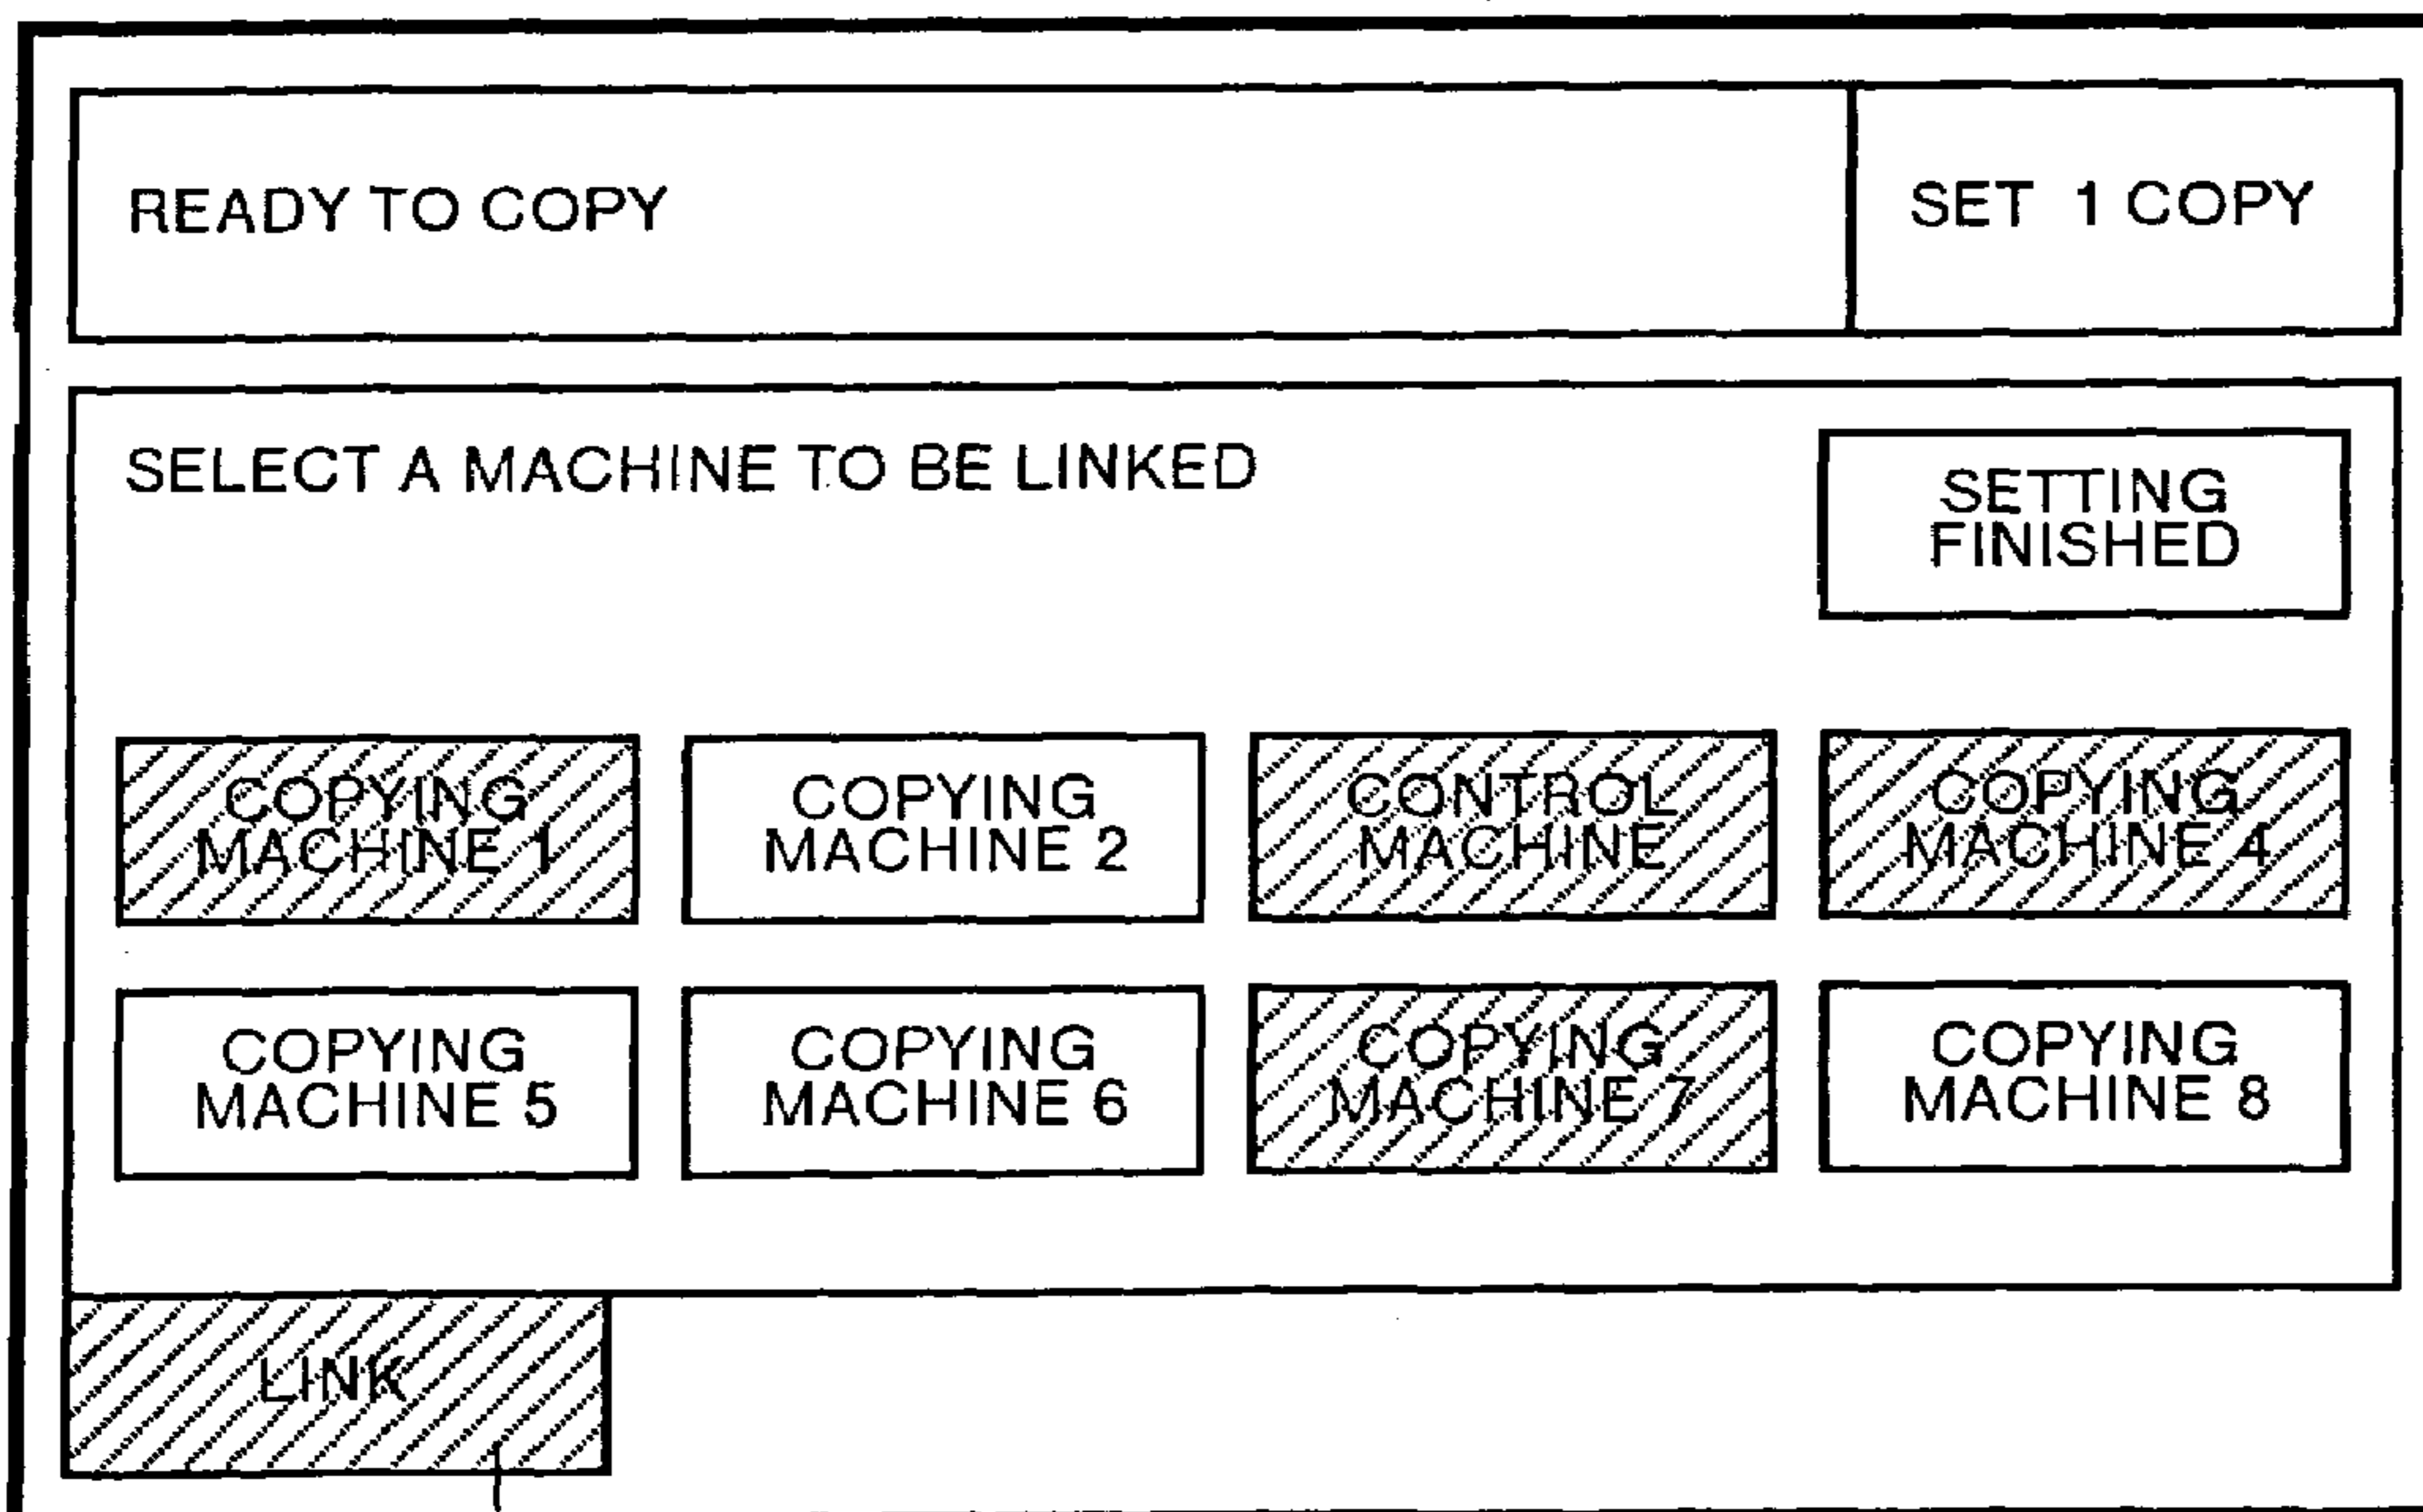 READY TO COPY
SET 1 COPY
SELECT A MACHINE TO BE LINKED
SETTING
FINISHED
COPYING
MACHINE 1
COPYING
MACHINE 2
CONTROL
MACHINE
COPYING
MACHINE 4
COPYING
MACHINE 5
COPYING
MACHINE 6
COPYING
MACHINE 7
COPYING
MACHINE 8
LINK